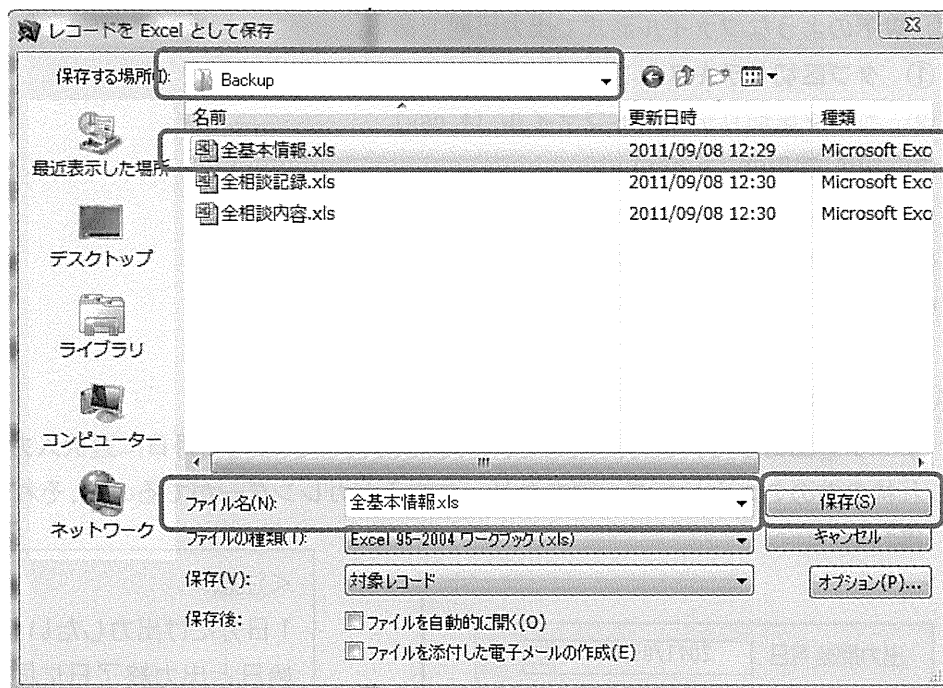 レコードを Excel として保存
保存する場所(I):
Backup
名前
更新日時
種類
全基本情報.xls
2011/09/08 12:29
Microsoft Exc
全相談記録.xls
2011/09/08 12:30
Microsoft Exc
全相談内容.xls
2011/09/08 12:30
Microsoft Exc
最近表示した場所
デスクトップ
ライブラリ
コンピューター
ネットワーク
ファイル名(N):
全基本情報.xls
保存(S)
ファイルの種類(T):
Excel 95-2004 ワークブック (.xls)
キャンセル
保存(V):
対象レコード
オプション(P)...
保存後:
ファイルを自動的に開く(O)
ファイルを添付した電子メールの作成(E)